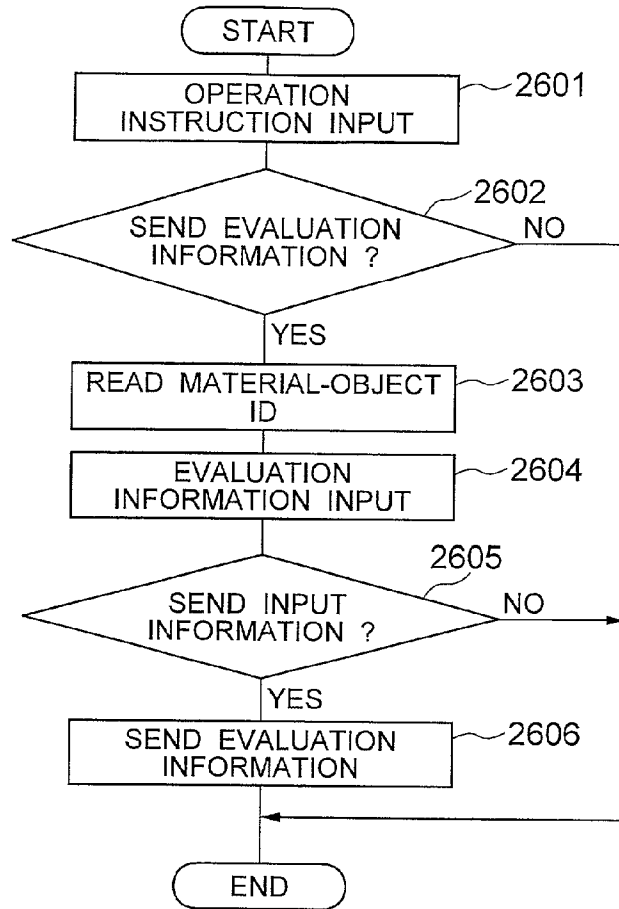 START
OPERATION
INSTRUCTION INPUT
2601
SEND EVALUATION
INFORMATION ?
2602
NO
YES
READ MATERIAL-OBJECT
ID
2603
EVALUATION
INFORMATION INPUT
2604
SEND INPUT
INFORMATION ?
2605
NO
YES
SEND EVALUATION
INFORMATION
2606
END